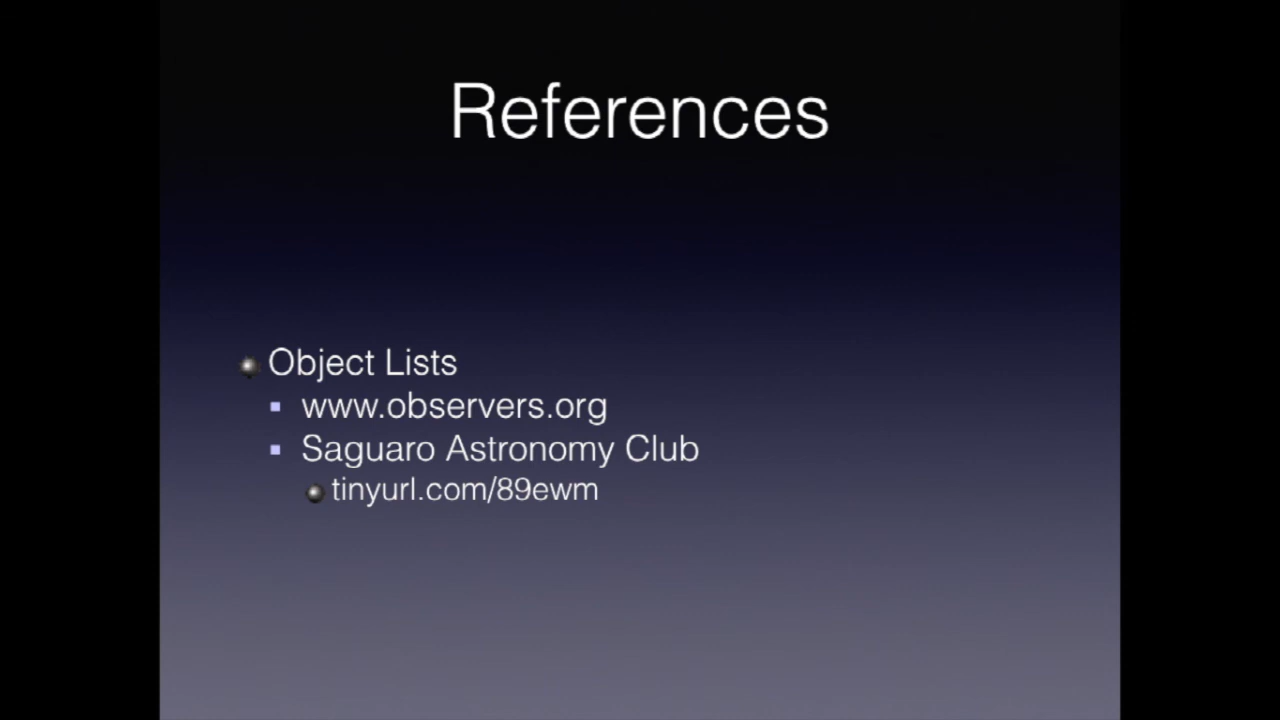 References
Object Lists
www.observers.org
Saguaro Astronomy Club
tinyurl.com/89ewm